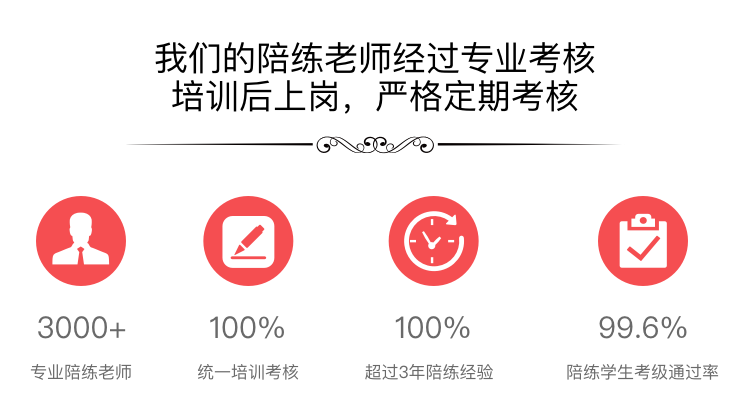 我们的陪练老师经过专业考核
培训后上岗，严格定期考核
3000+
100%
100%
99.6%
专业陪练老师
统一培训考核
超过3年陪练经验
陪练学生考级通过率